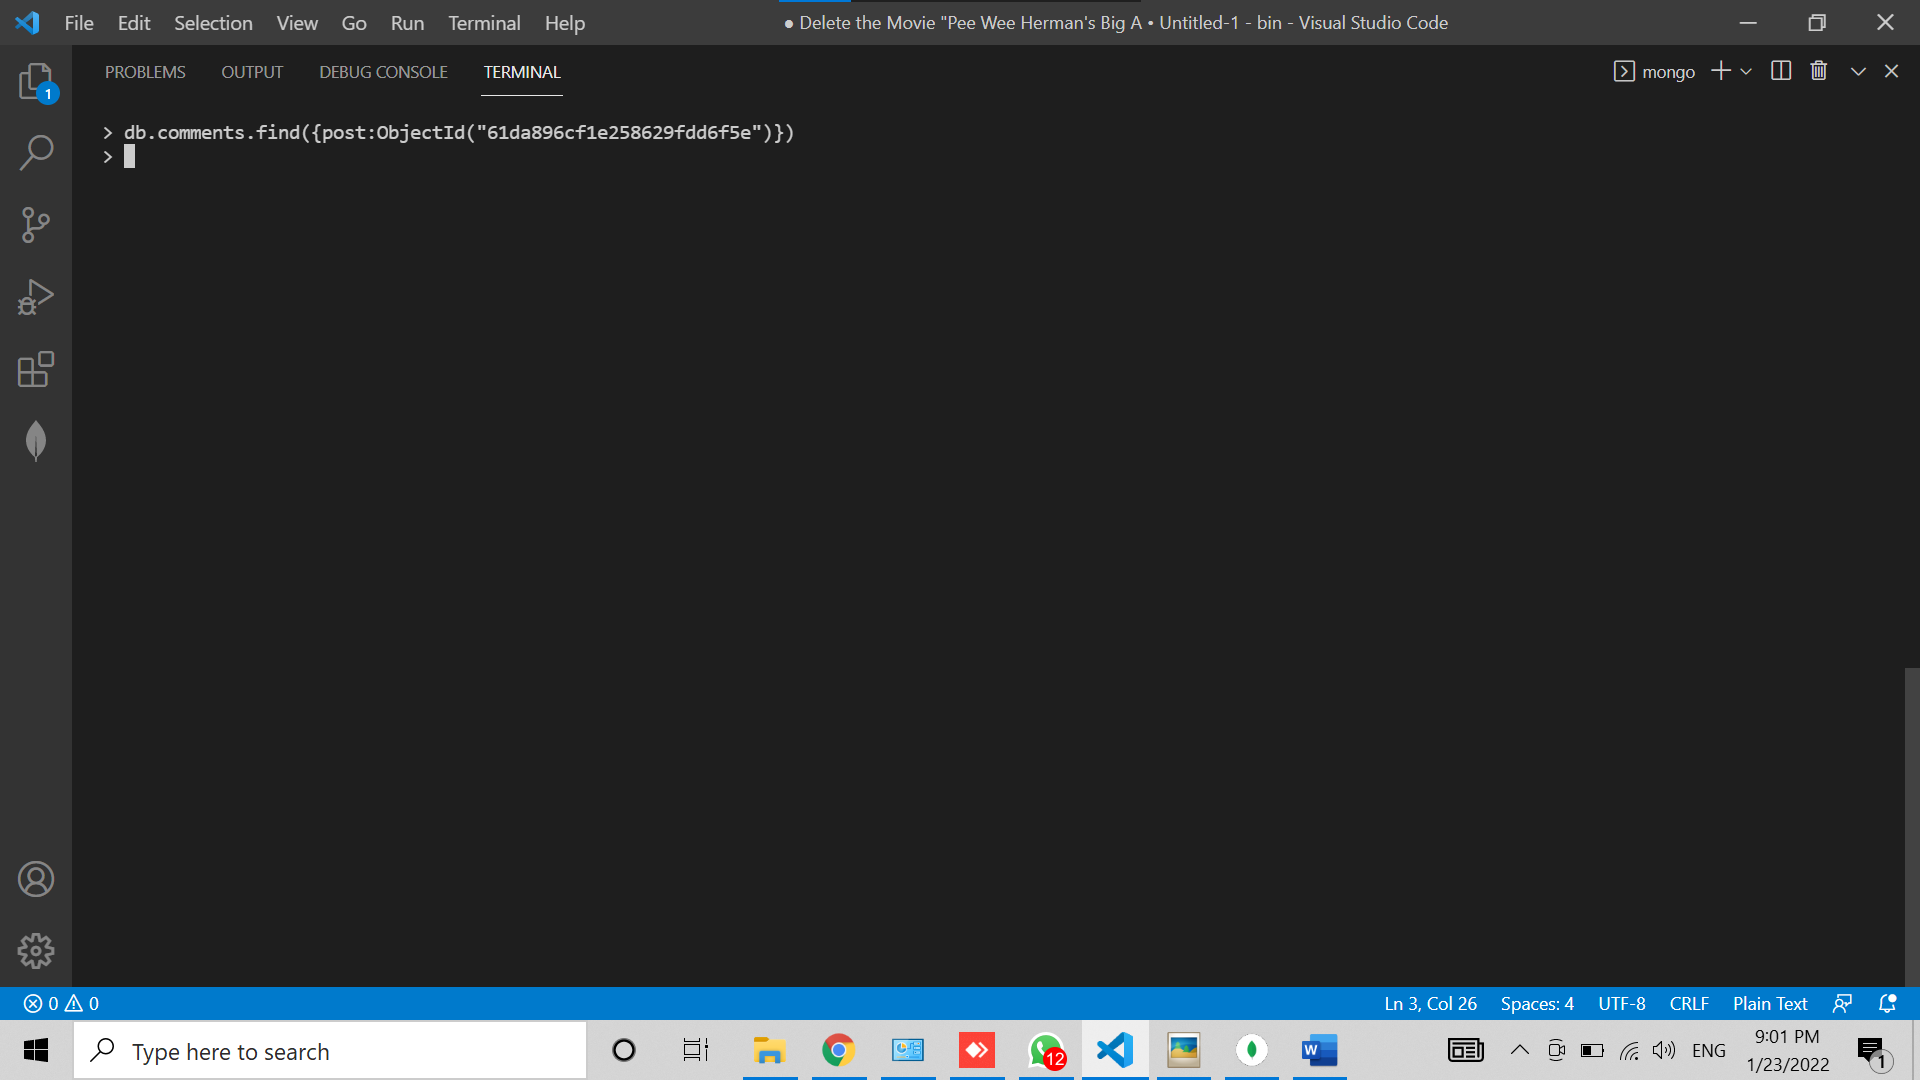 File Edit Selection View Go Run Terminal Help
● Delete the Movie "Pee Wee Herman's Big A • Untitled-1 - bin - Visual Studio Code
PROBLEMS OUTPUT DEBUG CONSOLE TERMINAL
mongo
1
> db.comments.find({post:ObjectId("61da896cf1e258629fdd6f5e")})
>
0 0
Ln 3, Col 26 Spaces: 4 UTF-8 CRLF Plain Text
Type here to search
12
W
ENG
9:01 PM
1/23/2022
1